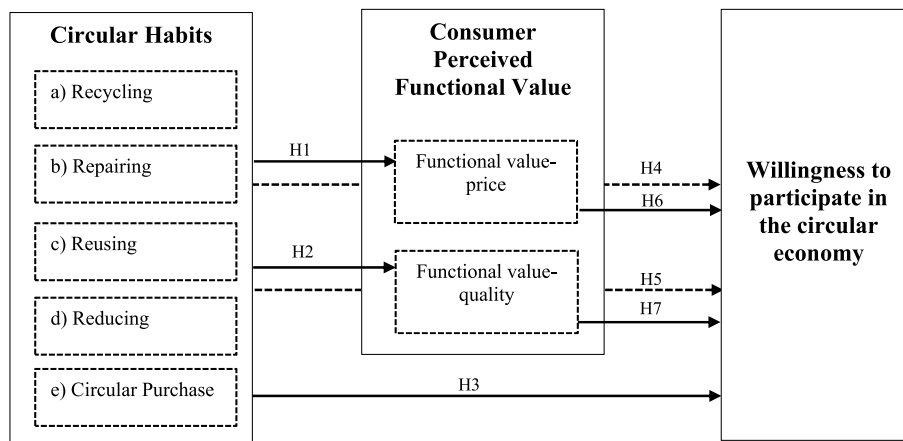 Circular Habits
a) Recycling
b) Repairing
c) Reusing
d) Reducing
e) Circular Purchase
H1
H2
H3
Consumer
Perceived
Functional Value
Functional value-
price
Functional value-
quality
H4
H6
H5
H7
Willingness to
participate in
the circular
economy